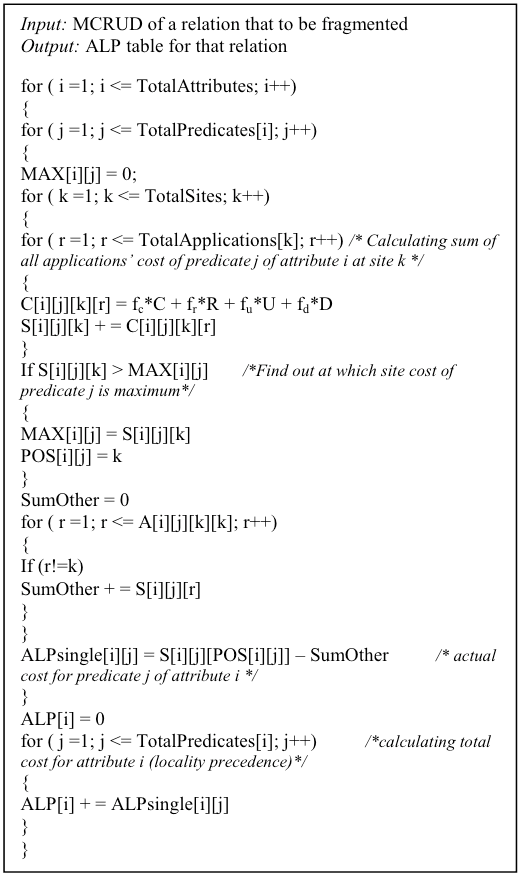 Input: MCRUD of a relation that to be fragmented
Output: ALP table for that relation
for ( i =1; i <= TotalAttributes; i++)
{
for ( j =1; j <= TotalPredicates[i]; j++)
{
MAX[i][j] = 0;
for ( k =1; k <= TotalSites; k++)
{
for ( r =1; r <= TotalApplications[k]; r++) /* Calculating sum of
all applications’ cost of predicate j of attribute i at site k */
{
C[i][j][k][r] = fc*C + fr*R + fu*U + fd*D
S[i][j][k] + = C[i][j][k][r]
}
If S[i][j][k] > MAX[i][j] /*Find out at which site cost of
predicate j is maximum*/
{
MAX[i][j] = S[i][j][k]
POS[i][j] = k
}
SumOther = 0
for ( r =1; r <= A[i][j][k][k]; r++)
{
If (r!=k)
SumOther + = S[i][j][r]
}
}
ALPsingle[i][j] = S[i][j][POS[i][j]] – SumOther /* actual
cost for predicate j of attribute i */
}
ALP[i] = 0
for ( j =1; j <= TotalPredicates[i]; j++) /*calculating total
cost for attribute i (locality precedence)*/
{
ALP[i] + = ALPsingle[i][j]
}
}